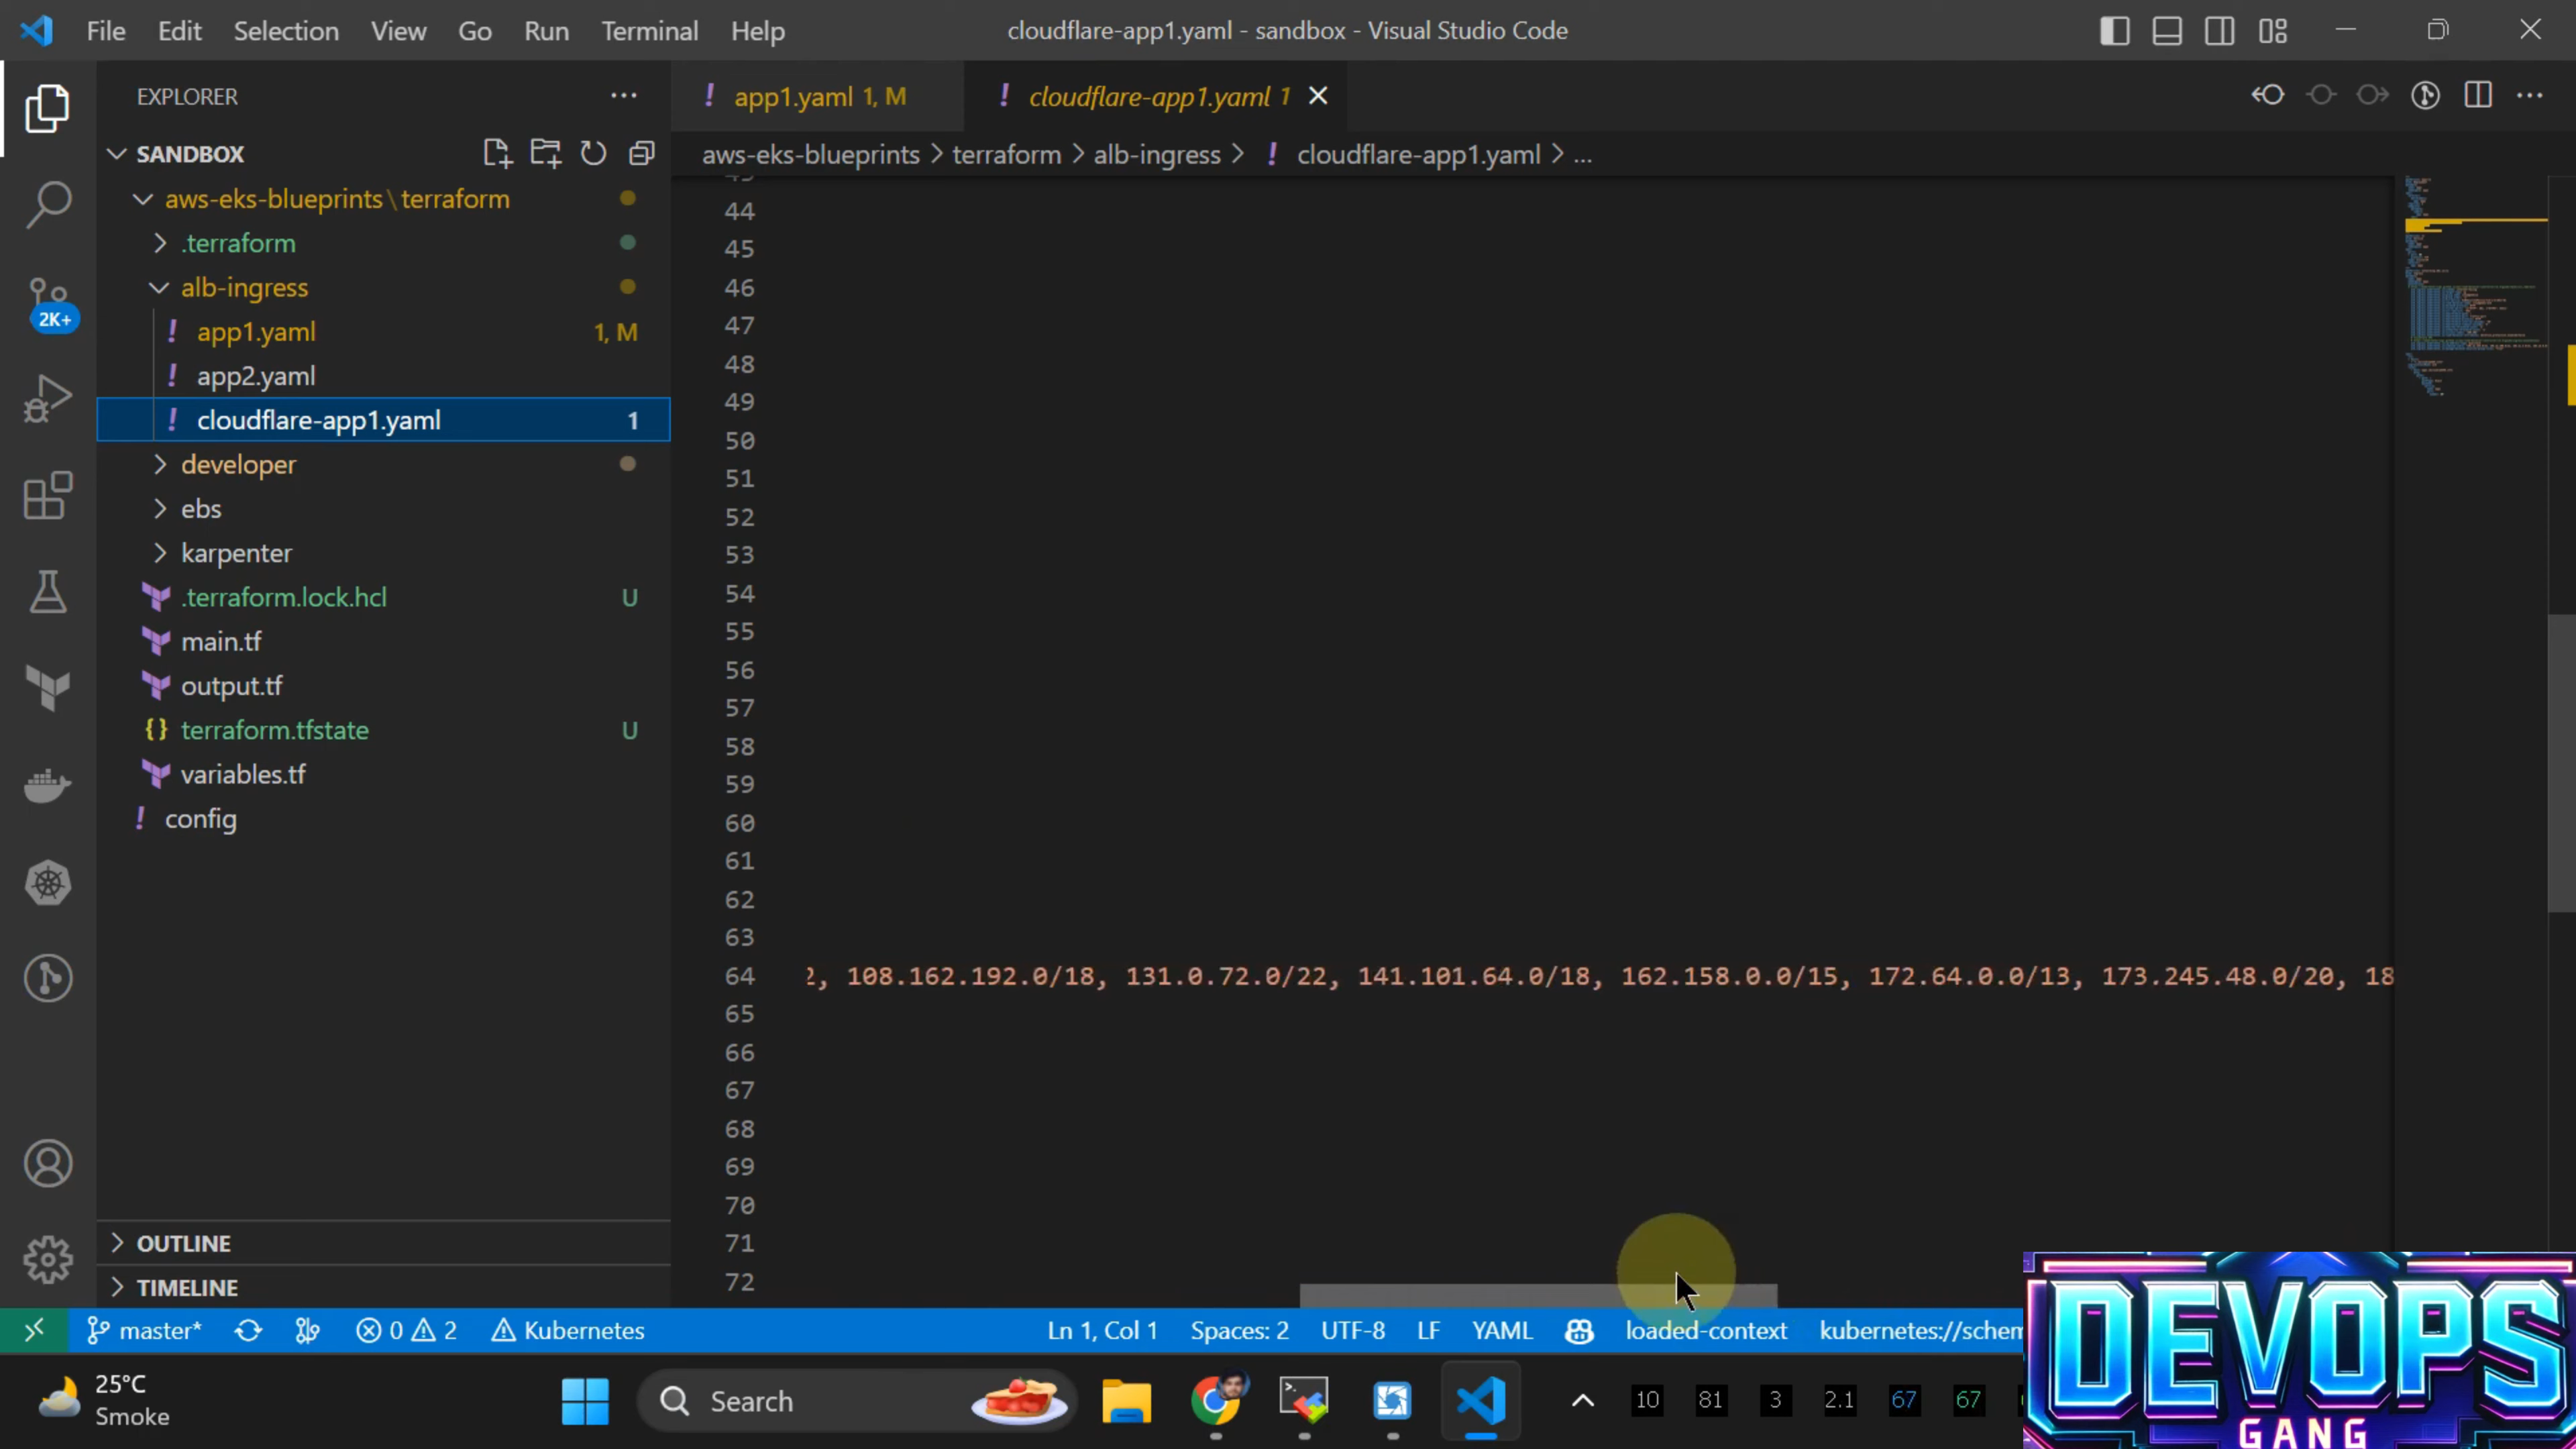 File Edit Selection View Go Run Terminal Help
cloudflare-app1.yaml - sandbox - Visual Studio Code
EXPLORER
SANDBOX
aws-eks-blueprints\terraform
.terraform
alb-ingress
app1.yaml 1, M
app2.yaml
cloudflare-app1.yaml 1
developer
ebs
karpenter
.terraform.lock.hcl U
main.tf
output.tf
terraform.tfstate U
variables.tf
config
OUTLINE
TIMELINE
2K+
app1.yaml 1, M
cloudflare-app1.yaml 1
aws-eks-blueprints > terraform > alb-ingress > cloudflare-app1.yaml > ...
44
45
46
47
48
49
50
51
52
53
54
55
56
57
58
59
60
61
62
63
64 2, 108.162.192.0/18, 131.0.72.0/22, 141.101.64.0/18, 162.158.0.0/15, 172.64.0.0/13, 173.245.48.0/20, 18
65
66
67
68
69
70
71
72
master* 0 2 Kubernetes Ln 1, Col 1 Spaces: 2 UTF-8 LF YAML loaded-context kubernetes://schem
25°C
Smoke
Search
10 81 3 2.1 67 67
DEVOPS
GANG